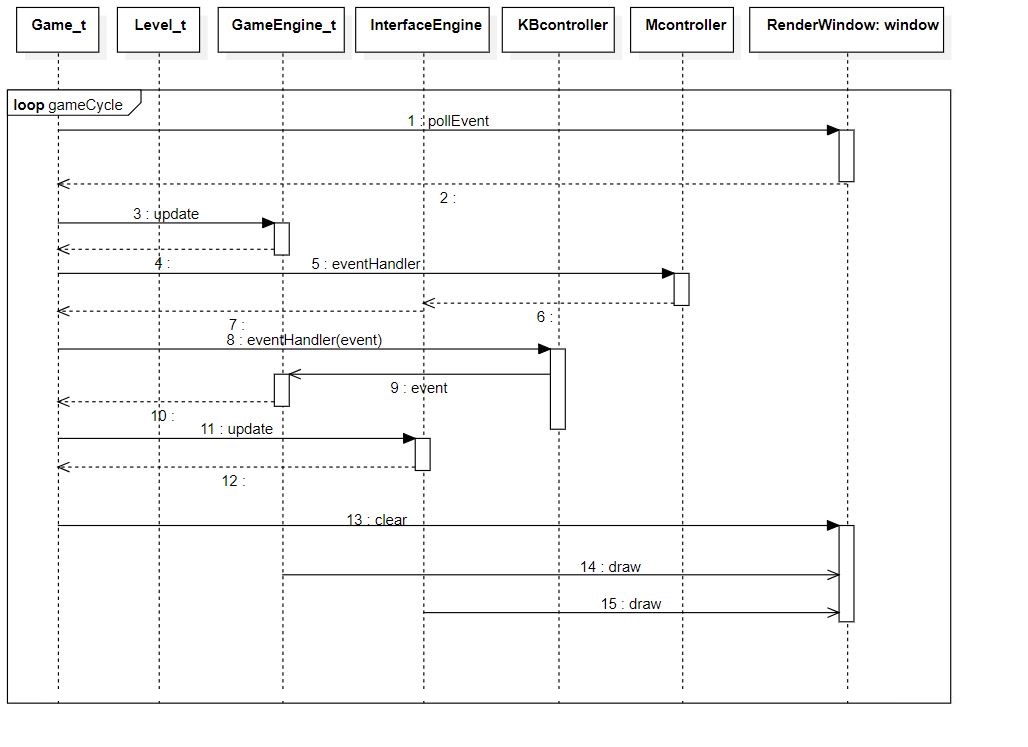 Game_t
Level_t
GameEngine_t
InterfaceEngine
KBcontroller
Mcontroller
RenderWindow: window
loop gameCycle
1 : pollEvent
2 :
3 : update
4 :
5 : eventHandler
6 :
7 :
8 : eventHandler(event)
9 : event
10 :
11 : update
12 :
13 : clear
14 : draw
15 : draw